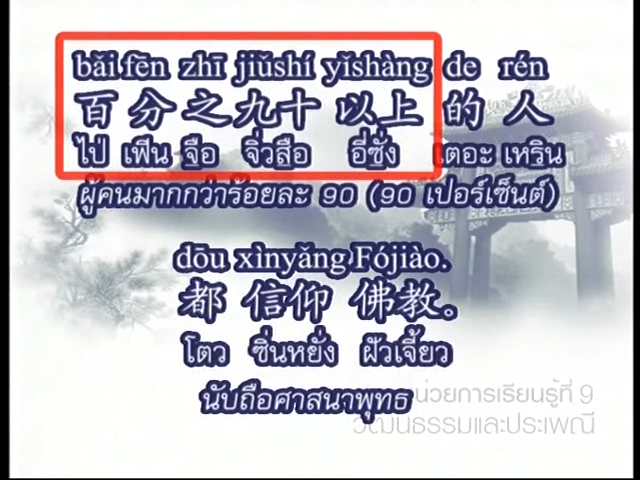 bǎi fēn zhī jiǔshí yǐshàng de rén
百分之九十以上的人
ไป่ เฟิน จือ จิ่วสือ อี่ซั่ง เตอะ เหริน
ผู้คนมากกว่าร้อยละ 90 (90 เปอร์เซ็นต์)
dōu xìnyǎng Fójiào.
都 信仰 佛教。
โตว ซิ่นหย่าง ฝัวเจี้ยว
นับถือศาสนาพุทธ
หน่วยการเรียนรู้ที่ 9
วัฒนธรรมและประเพณี